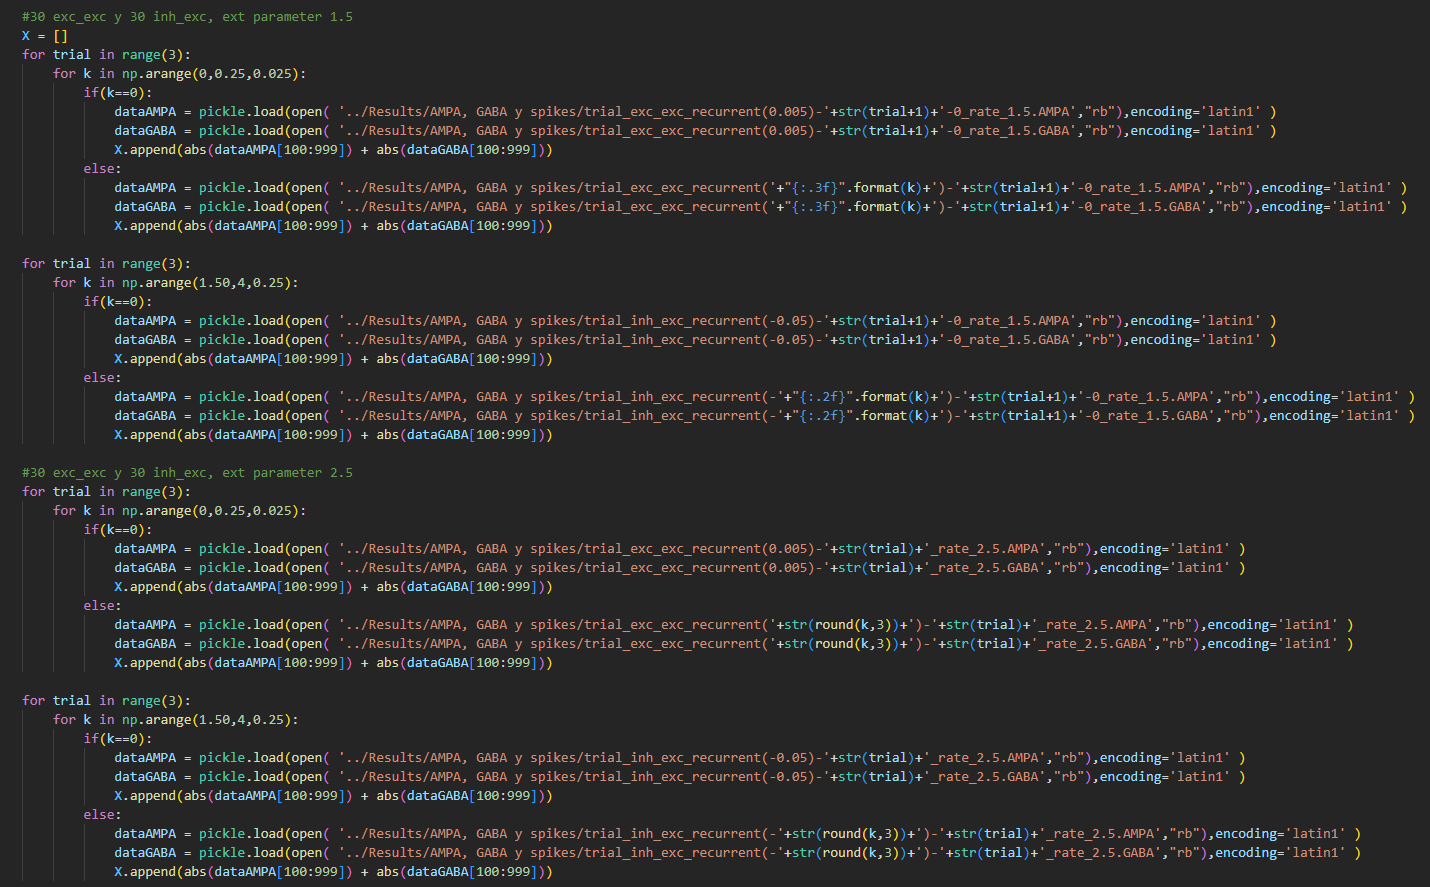 #30 exc_exc y 30 inh_exc, ext parameter 1.5
X = []
for trial in range(3):
    for k in np.arange(0,0.25,0.025):
        if(k==0):
            dataAMPA = pickle.load(open( '../Results/AMPA, GABA y spikes/trial_exc_exc_recurrent(0.005)-'+str(trial+1)+'-0_rate_1.5.AMPA',"rb"),encoding='latin1' )
            dataGABA = pickle.load(open( '../Results/AMPA, GABA y spikes/trial_exc_exc_recurrent(0.005)-'+str(trial+1)+'-0_rate_1.5.GABA',"rb"),encoding='latin1' )
            X.append(abs(dataAMPA[100:999]) + abs(dataGABA[100:999]))
        else:
            dataAMPA = pickle.load(open( '../Results/AMPA, GABA y spikes/trial_exc_exc_recurrent('+"{:.3f}".format(k)+')-'+str(trial+1)+'-0_rate_1.5.AMPA',"rb"),encoding='latin1' )
            dataGABA = pickle.load(open( '../Results/AMPA, GABA y spikes/trial_exc_exc_recurrent('+"{:.3f}".format(k)+')-'+str(trial+1)+'-0_rate_1.5.GABA',"rb"),encoding='latin1' )
            X.append(abs(dataAMPA[100:999]) + abs(dataGABA[100:999]))

for trial in range(3):
    for k in np.arange(1.50,4,0.25):
        if(k==0):
            dataAMPA = pickle.load(open( '../Results/AMPA, GABA y spikes/trial_inh_exc_recurrent(-0.05)-'+str(trial+1)+'-0_rate_1.5.AMPA',"rb"),encoding='latin1' )
            dataGABA = pickle.load(open( '../Results/AMPA, GABA y spikes/trial_inh_exc_recurrent(-0.05)-'+str(trial+1)+'-0_rate_1.5.GABA',"rb"),encoding='latin1' )
            X.append(abs(dataAMPA[100:999]) + abs(dataGABA[100:999]))
        else:
            dataAMPA = pickle.load(open( '../Results/AMPA, GABA y spikes/trial_inh_exc_recurrent(-'+"{:.2f}".format(k)+')-'+str(trial+1)+'-0_rate_1.5.AMPA',"rb"),encoding='latin1' )
            dataGABA = pickle.load(open( '../Results/AMPA, GABA y spikes/trial_inh_exc_recurrent(-'+"{:.2f}".format(k)+')-'+str(trial+1)+'-0_rate_1.5.GABA',"rb"),encoding='latin1' )
            X.append(abs(dataAMPA[100:999]) + abs(dataGABA[100:999]))

#30 exc_exc y 30 inh_exc, ext parameter 2.5
for trial in range(3):
    for k in np.arange(0,0.25,0.025):
        if(k==0):
            dataAMPA = pickle.load(open( '../Results/AMPA, GABA y spikes/trial_exc_exc_recurrent(0.005)-'+str(trial)+'_rate_2.5.AMPA',"rb"),encoding='latin1' )
            dataGABA = pickle.load(open( '../Results/AMPA, GABA y spikes/trial_exc_exc_recurrent(0.005)-'+str(trial)+'_rate_2.5.GABA',"rb"),encoding='latin1' )
            X.append(abs(dataAMPA[100:999]) + abs(dataGABA[100:999]))
        else:
            dataAMPA = pickle.load(open( '../Results/AMPA, GABA y spikes/trial_exc_exc_recurrent('+str(round(k,3))+')-'+str(trial)+'_rate_2.5.AMPA',"rb"),encoding='latin1' )
            dataGABA = pickle.load(open( '../Results/AMPA, GABA y spikes/trial_exc_exc_recurrent('+str(round(k,3))+')-'+str(trial)+'_rate_2.5.GABA',"rb"),encoding='latin1' )
            X.append(abs(dataAMPA[100:999]) + abs(dataGABA[100:999]))

for trial in range(3):
    for k in np.arange(1.50,4,0.25):
        if(k==0):
            dataAMPA = pickle.load(open( '../Results/AMPA, GABA y spikes/trial_inh_exc_recurrent(-0.05)-'+str(trial)+'_rate_2.5.AMPA',"rb"),encoding='latin1' )
            dataGABA = pickle.load(open( '../Results/AMPA, GABA y spikes/trial_inh_exc_recurrent(-0.05)-'+str(trial)+'_rate_2.5.GABA',"rb"),encoding='latin1' )
            X.append(abs(dataAMPA[100:999]) + abs(dataGABA[100:999]))
        else:
            dataAMPA = pickle.load(open( '../Results/AMPA, GABA y spikes/trial_inh_exc_recurrent(-'+str(round(k,3))+')-'+str(trial)+'_rate_2.5.AMPA',"rb"),encoding='latin1' )
            dataGABA = pickle.load(open( '../Results/AMPA, GABA y spikes/trial_inh_exc_recurrent(-'+str(round(k,3))+')-'+str(trial)+'_rate_2.5.GABA',"rb"),encoding='latin1' )
            X.append(abs(dataAMPA[100:999]) + abs(dataGABA[100:999]))